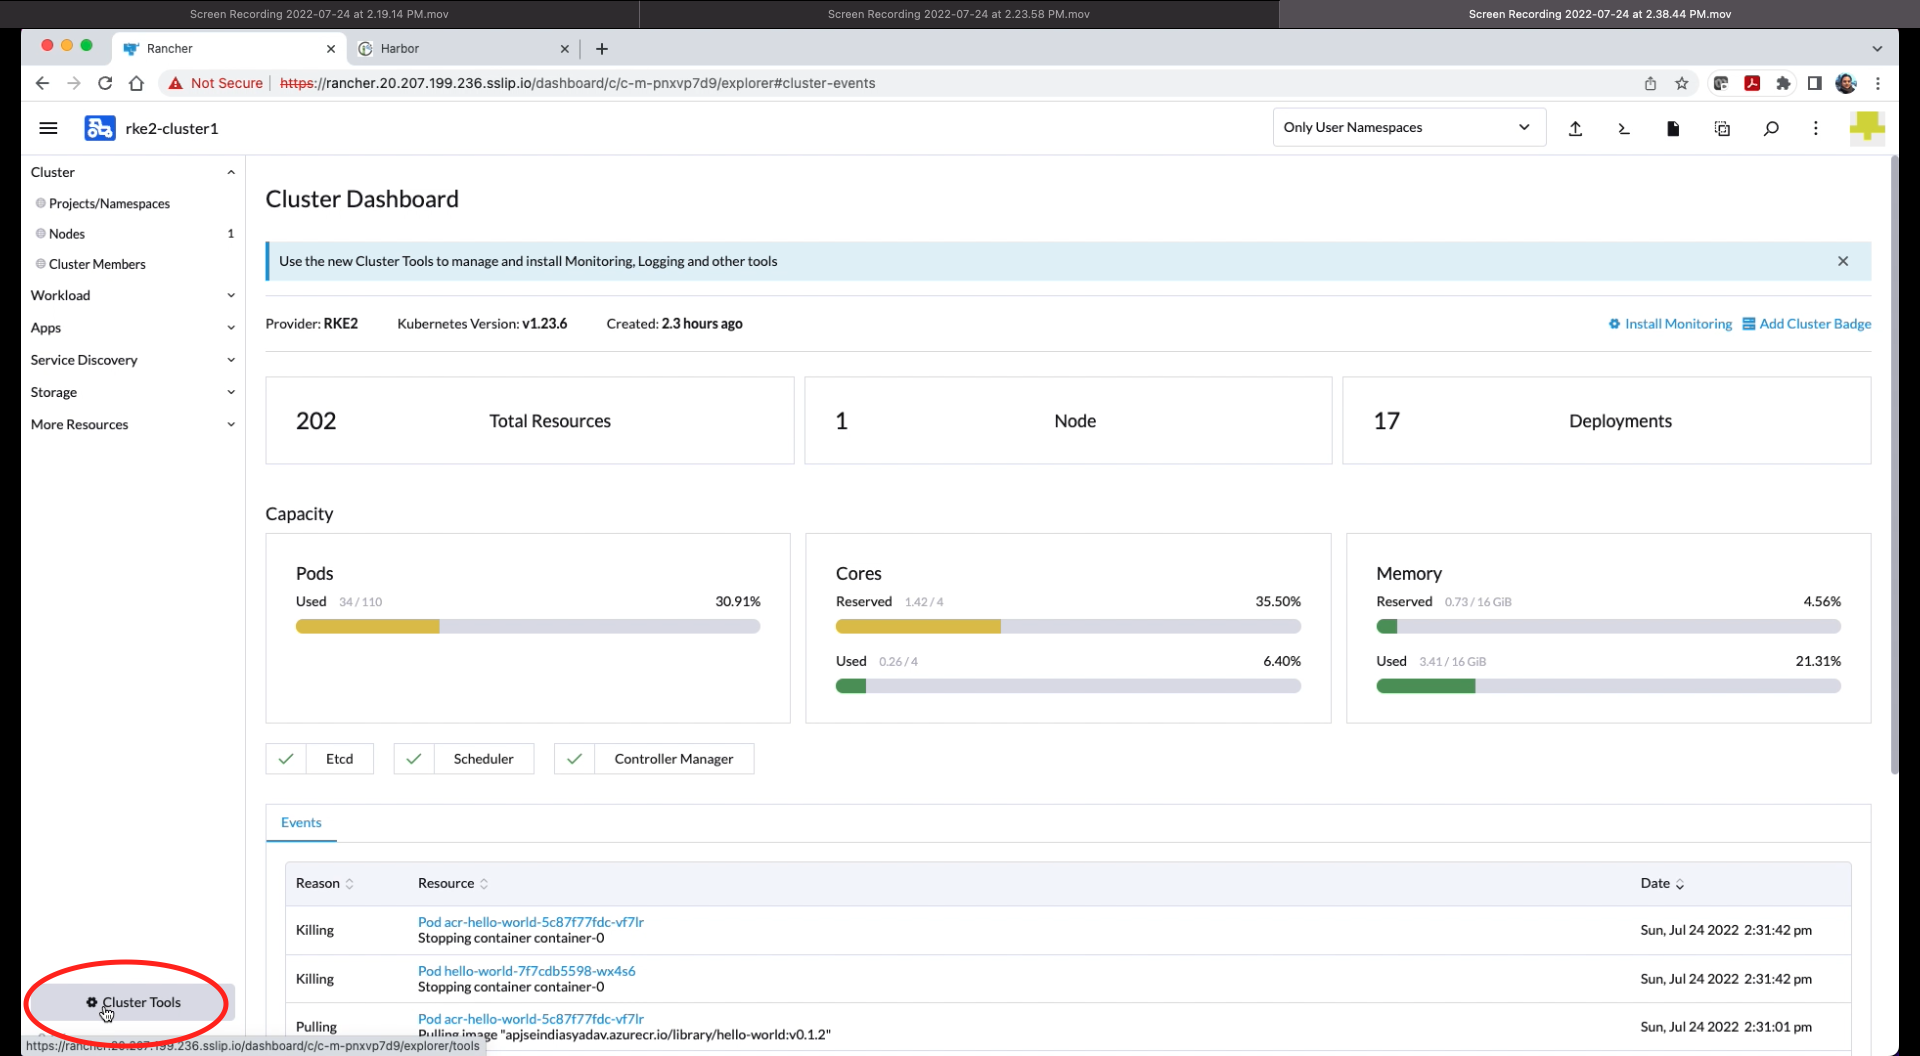 Screen Recording 2022-07-24 at 2.19.14 PM.mov
Screen Recording 2022-07-24 at 2.23.58 PM.mov
Screen Recording 2022-07-24 at 2.38.44 PM.mov
Rancher
Harbor
Not Secure
https://rancher.20.207.199.236.sslip.io/dashboard/c/c-m-pnxvp7d9/explorer#cluster-events
rke2-cluster1
Only User Namespaces
Cluster
Projects/Namespaces
Nodes 1
Cluster Members
Workload
Apps
Service Discovery
Storage
More Resources
Cluster Dashboard
Use the new Cluster Tools to manage and install Monitoring, Logging and other tools
Provider: RKE2 Kubernetes Version: v1.23.6 Created: 2.3 hours ago
Install Monitoring Add Cluster Badge
202 Total Resources
1 Node
17 Deployments
Capacity
Pods
Used 34 / 110 30.91%
Cores
Reserved 1.42 / 4 35.50%
Used 0.26 / 4 6.40%
Memory
Reserved 0.73 / 16 GiB 4.56%
Used 3.41 / 16 GiB 21.31%
Etcd
Scheduler
Controller Manager
Events
Reason Resource Date
Killing Pod acr-hello-world-5c87f77fdc-vf7lr Sun, Jul 24 2022 2:31:42 pm
Stopping container container-0
Killing Pod hello-world-7f7cdb5598-wx4s6 Sun, Jul 24 2022 2:31:42 pm
Stopping container container-0
Pulling Pod acr-hello-world-5c87f77fdc-vf7lr Sun, Jul 24 2022 2:31:01 pm
Pulling image "apjseindiasyadav.azurecr.io/library/hello-world:v0.1.2"
Cluster Tools
https://rancher.20.207.199.236.sslip.io/dashboard/c/c-m-pnxvp7d9/explorer/tools